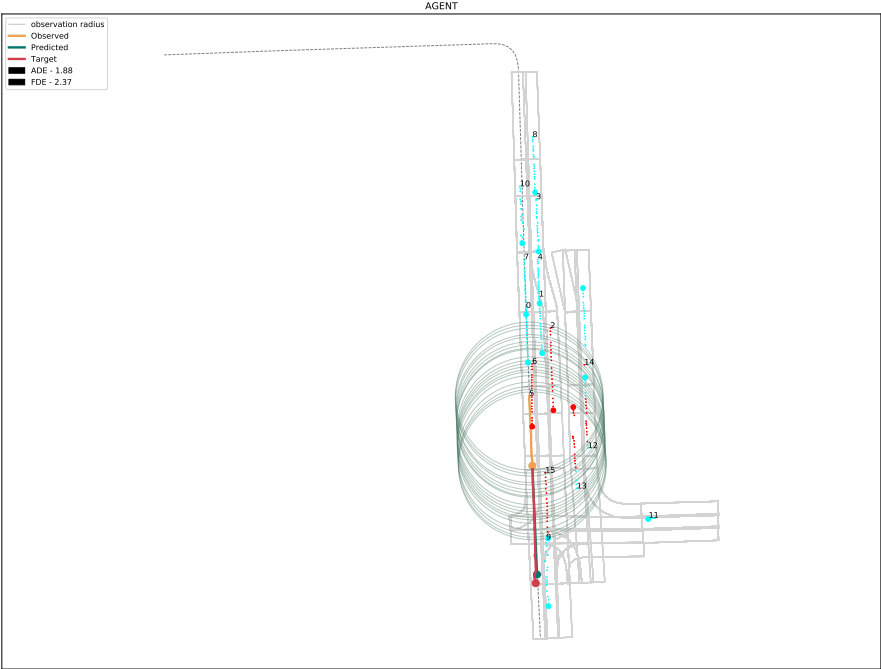 AGENT
observation radius
Observed
Predicted
Target
ADE - 1.88
FDE - 2.37
8
10
3
7
4
1
0
2
6
14
12
15
13
9
11